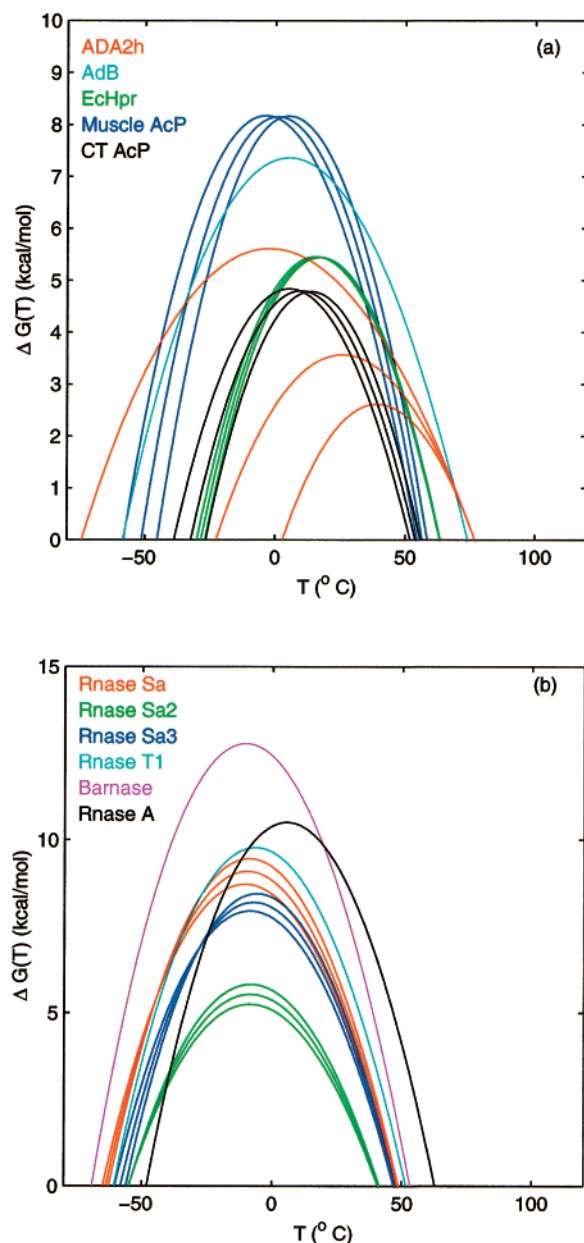 (a)
ADA2h
AdB
EcHpr
Muscle AcP
CT AcP
10
9
8
7
6
5
4
3
2
1
0
Δ G(T) (kcal/mol)
−50 0 50 100
T (° C)
(b)
Rnase Sa
Rnase Sa2
Rnase Sa3
Rnase T1
Barnase
Rnase A
15
10
5
0
Δ G(T) (kcal/mol)
−50 0 50 100
T (° C)